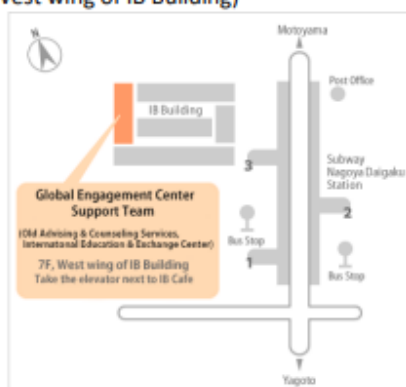 West wing of IB Building)
N
Motoyama
Post Office
IB Building
3
Subway
Nagoya Daigaku
Station
Global Engagement Center
Support Team
(Old Advising & Counseling Services,
International Education & Exchange Center)
7F, West wing of IB Building
Take the elevator next to IB Cafe
2
Bus Stop
1
Bus Stop
Yagoto